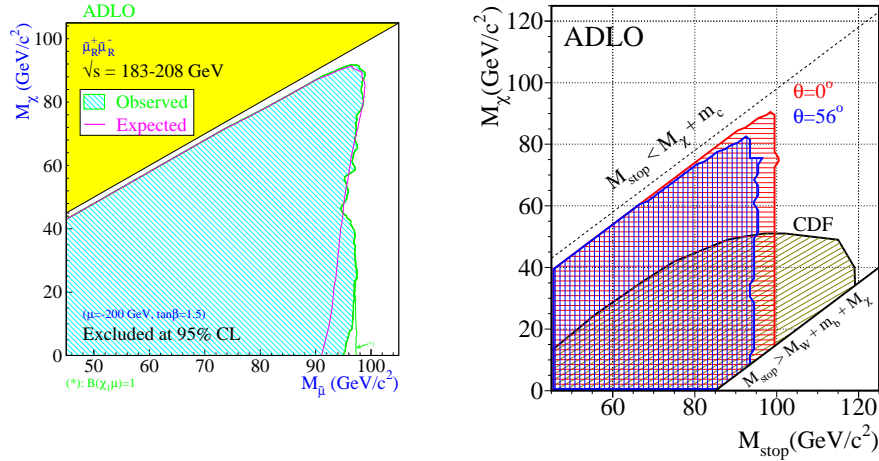 ADLO
M_χ (GeV/c²)
100
80
60
40
20
0
μ̃_R⁺ μ̃_R⁻
√s = 183-208 GeV
Observed
Expected
(μ=-200 GeV, tanβ=1.5)
Excluded at 95% CL
(*)
50
60
70
80
90
100
M_μ̃ (GeV/c²)
(*): B(χ₁μ)=1
M_χ (GeV/c²)
120
100
80
60
40
20
0
ADLO
θ=0°
θ=56°
M_stop < M_χ + m_c
CDF
M_stop > M_W + m_b + M_χ
60
80
100
120
M_stop(GeV/c²)